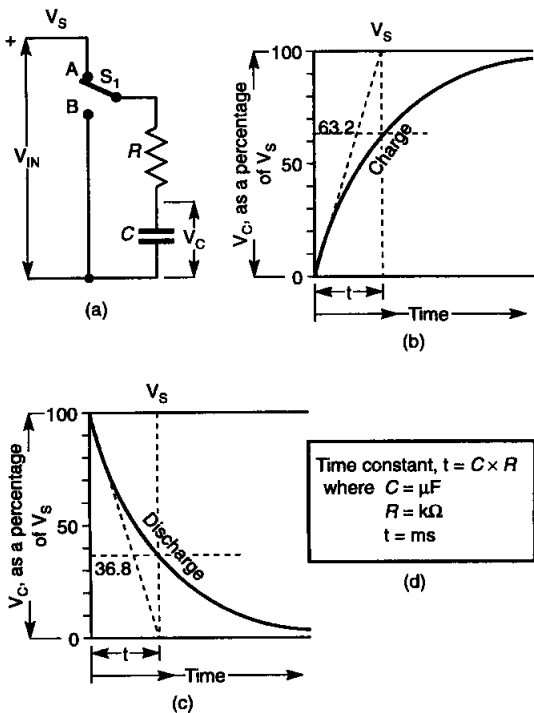 V_S
+
A
S₁
B
V_IN
R
C
V_C
(a)
V_S
100
63.2
50
0
V_C, as a percentage
of V_S
Charge
t
Time
(b)
V_S
100
50
36.8
0
V_C, as a percentage
of V_S
Discharge
t
Time
(c)
Time constant, t = C × R
where C = µF
R = kΩ
t = ms
(d)